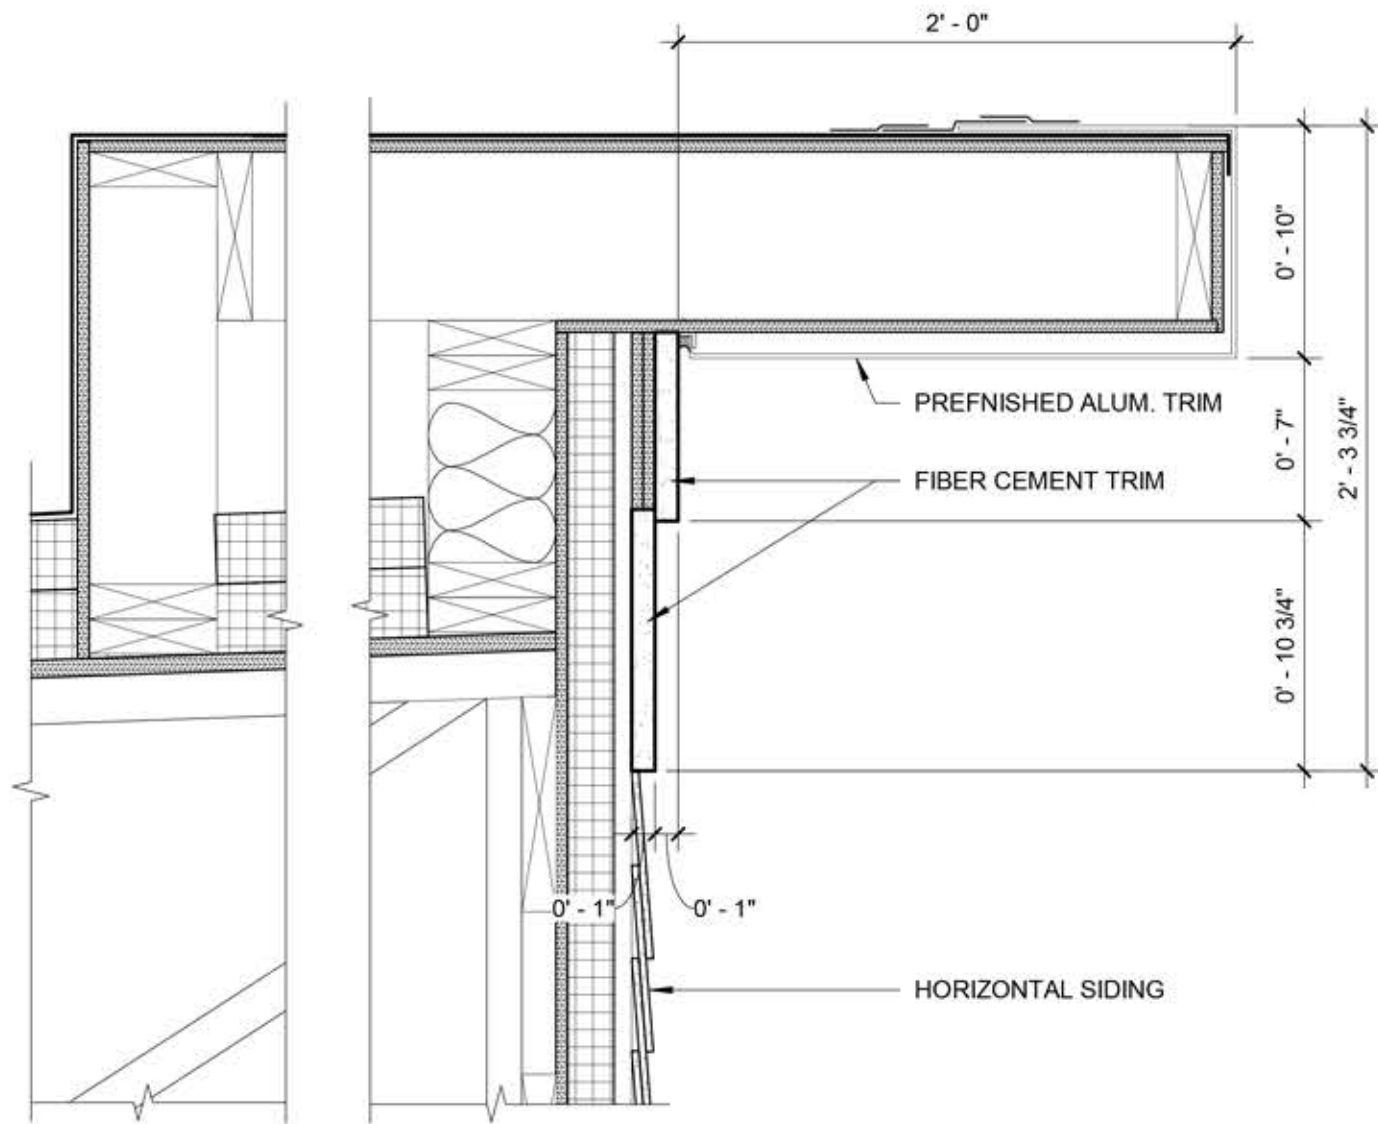 2' - 0"
0' - 10"
PREFNISHED ALUM. TRIM
0' - 7"
2' - 3 3/4"
FIBER CEMENT TRIM
0' - 10 3/4"
0' - 1"
0' - 1"
HORIZONTAL SIDING